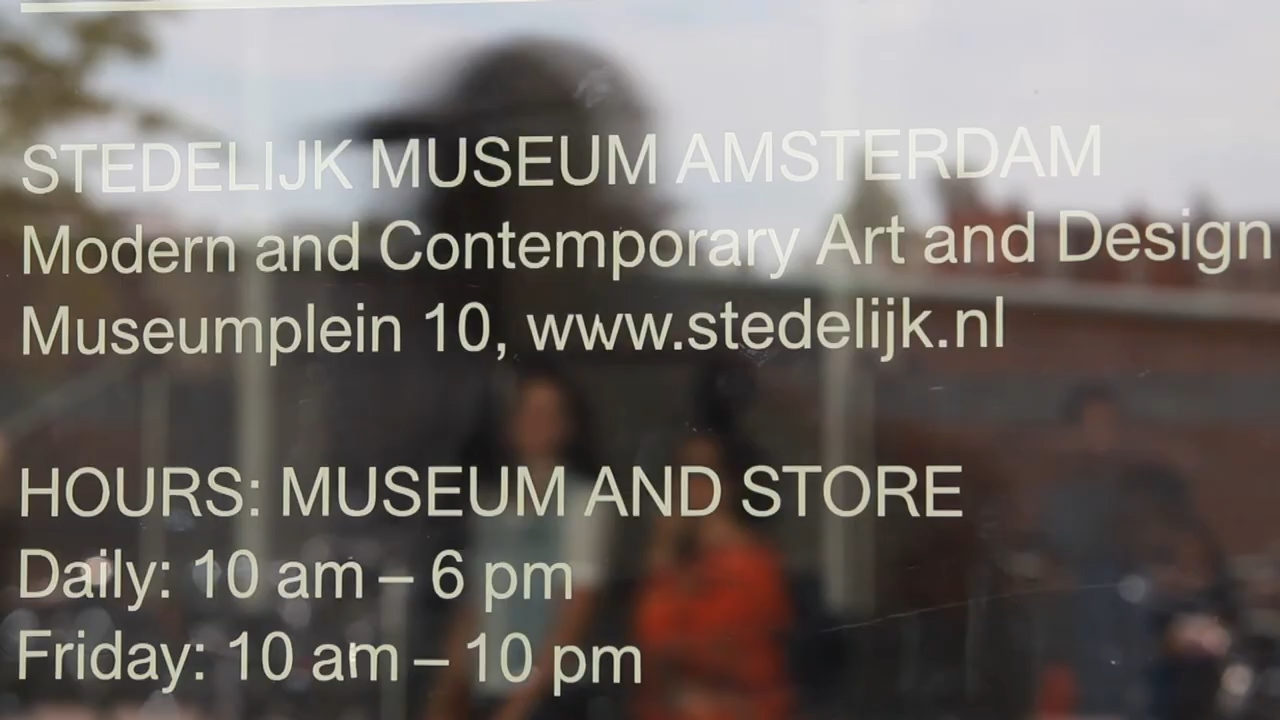 STEDELIJK MUSEUM AMSTERDAM
Modern and Contemporary Art and Design
Museumplein 10, www.stedelijk.nl
HOURS: MUSEUM AND STORE
Daily: 10 am – 6 pm
Friday: 10 am – 10 pm